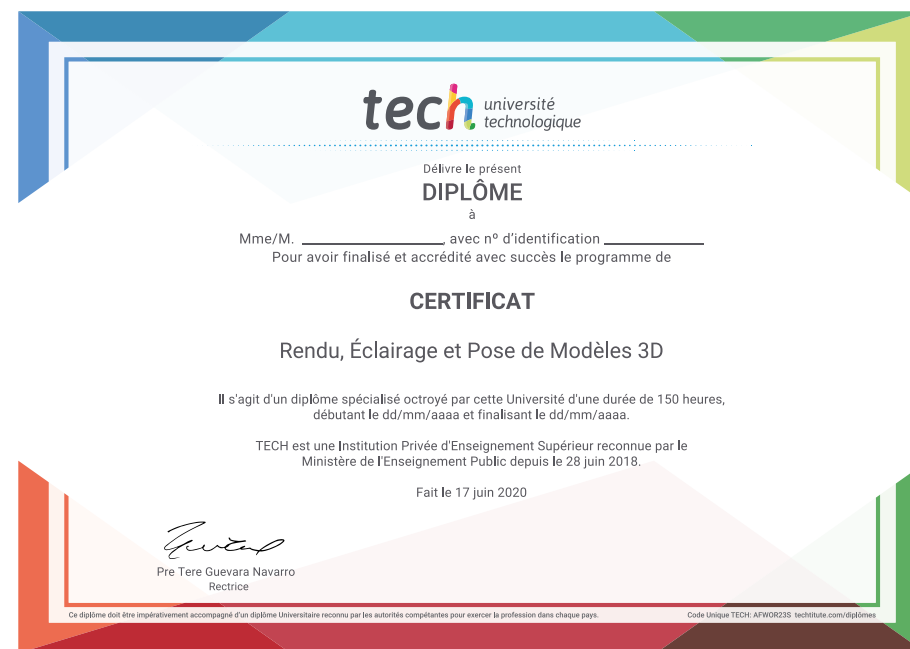 tech université
technologique
Délivre le présent
DIPLÔME
à
Mme/M. ____________________, avec nº d'identification ______________
Pour avoir finalisé et accrédité avec succès le programme de
CERTIFICAT
Rendu, Éclairage et Pose de Modèles 3D
Il s'agit d'un diplôme spécialisé octroyé par cette Université d'une durée de 150 heures,
débutant le dd/mm/aaaa et finalisant le dd/mm/aaaa.
TECH est une Institution Privée d'Enseignement Supérieur reconnue par le
Ministère de l'Enseignement Public depuis le 28 juin 2018.
Fait le 17 juin 2020
Pre Tere Guevara Navarro
Rectrice
Ce diplôme doit être impérativement accompagné d'un diplôme Universitaire reconnu par les autorités compétantes pour exercer la profession dans chaque pays.
Code Unique TECH: AFWOR23S techtitute.com/diplômes